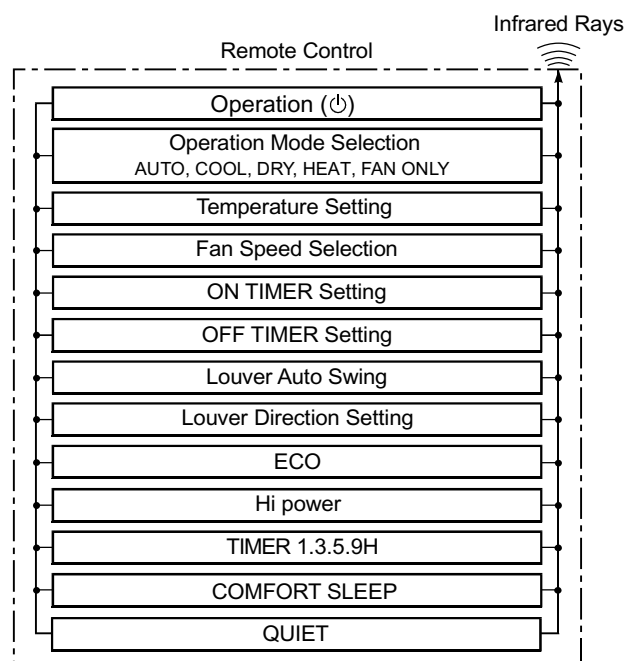 Infrared Rays
Remote Control
Operation (⏻)
Operation Mode Selection
AUTO, COOL, DRY, HEAT, FAN ONLY
Temperature Setting
Fan Speed Selection
ON TIMER Setting
OFF TIMER Setting
Louver Auto Swing
Louver Direction Setting
ECO
Hi power
TIMER 1.3.5.9H
COMFORT SLEEP
QUIET